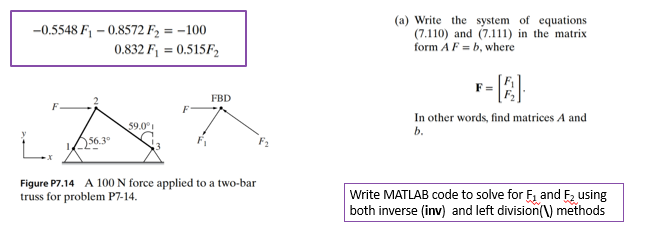 −0.5548 F₁ − 0.8572 F₂ = −100
0.832 F₁ = 0.515F₂
(a) Write the system of equations
(7.110) and (7.111) in the matrix
form A F = b, where
F = [F₁
F₂].
In other words, find matrices A and
b.
FBD
F
2
F
59.0°
y
1
56.3°
3
F₁
F₂
x
Figure P7.14 A 100 N force applied to a two-bar
truss for problem P7-14.
Write MATLAB code to solve for F₁ and F₂ using
both inverse (inv) and left division(\) methods